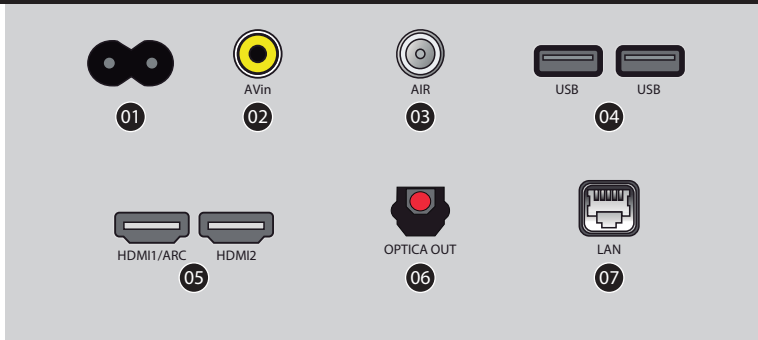 AVin
AIR
USB
USB
01
02
03
04
HDMI1/ARC
HDMI2
OPTICA OUT
LAN
05
06
07